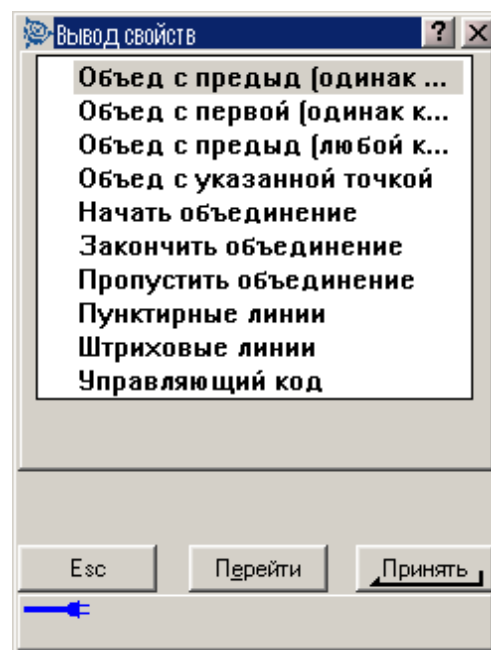 Вывод свойств
? ×
Объед с предыд (одинак ...
Объед с первой (одинак к...
Объед с предыд (любой к...
Объед с указанной точкой
Начать объединение
Закончить объединение
Пропустить объединение
Пунктирные линии
Штриховые линии
Управляющий код
Esc Перейти Принять